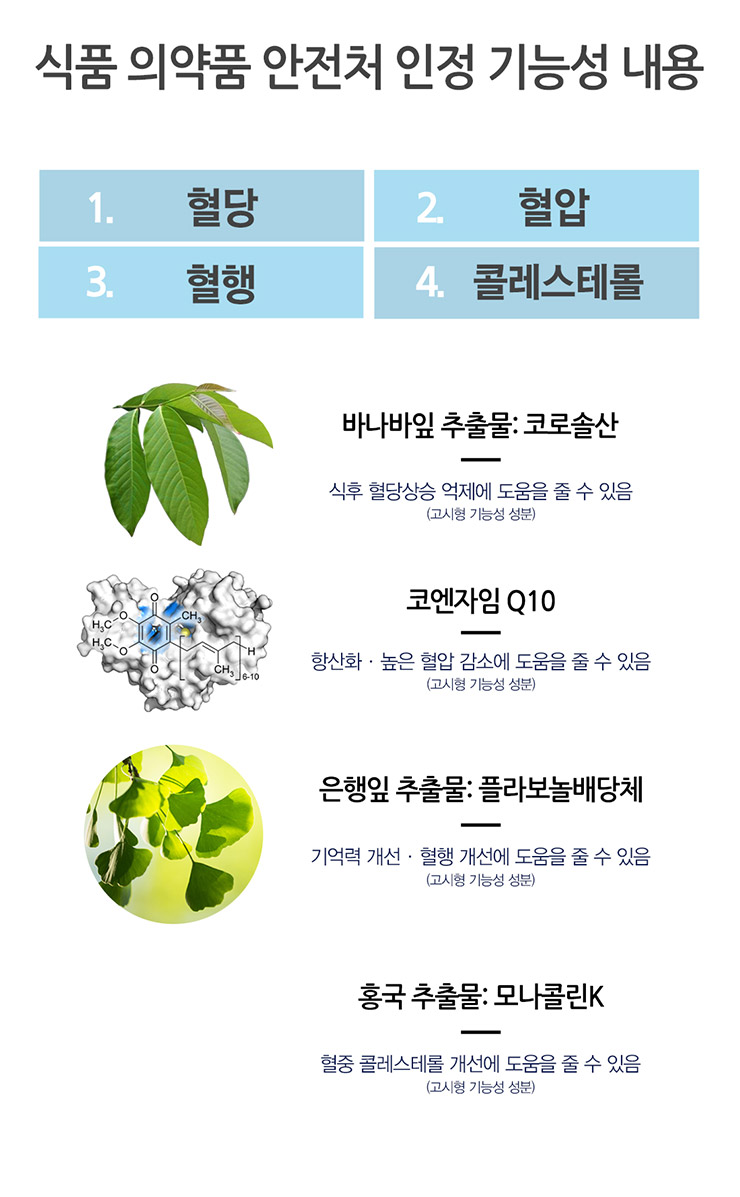 식품 의약품 안전처 인정 기능성 내용
1. 혈당
2. 혈압
3. 혈행
4. 콜레스테롤
바나바잎 추출물: 코로솔산
식후 혈당상승 억제에 도움을 줄 수 있음
(고시형 기능성 성분)
코엔자임 Q10
O
O
CH₃
H₃C
H₃C
O
H
CH₃
O
6-10
항산화 · 높은 혈압 감소에 도움을 줄 수 있음
(고시형 기능성 성분)
은행잎 추출물: 플라보놀배당체
기억력 개선 · 혈행 개선에 도움을 줄 수 있음
(고시형 기능성 성분)
홍국 추출물: 모나콜린K
혈중 콜레스테롤 개선에 도움을 줄 수 있음
(고시형 기능성 성분)